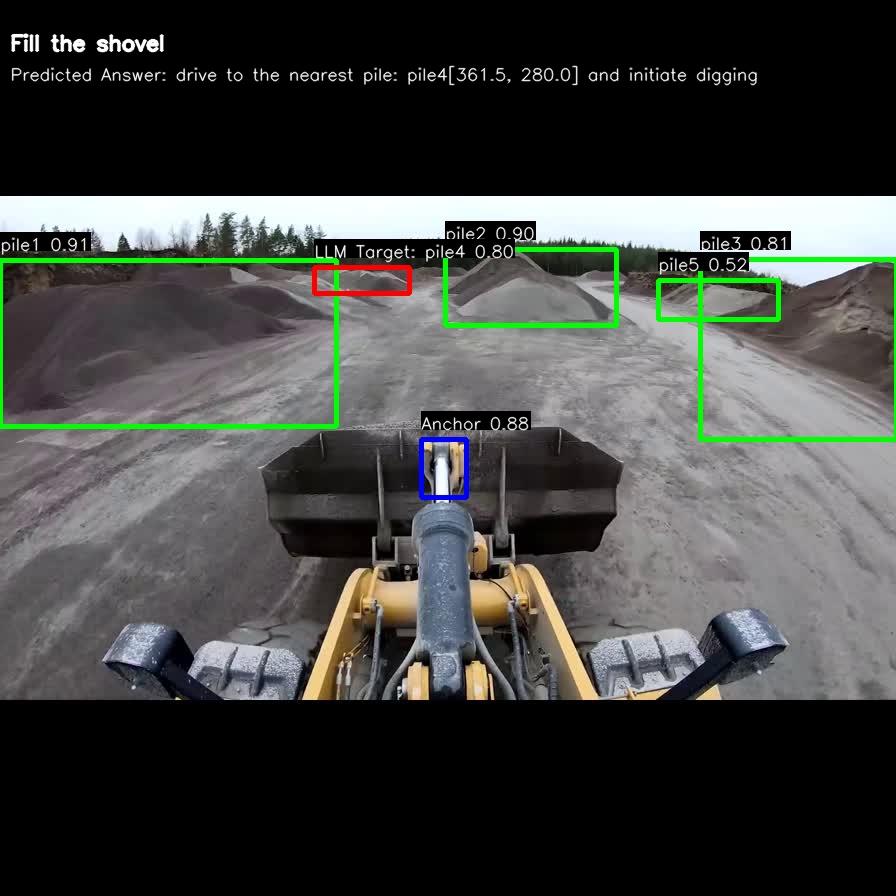 Fill the shovel
Predicted Answer: drive to the nearest pile: pile4[361.5, 280.0] and initiate digging
pile1 0.91
LLM Target: pile4 0.80
pile2 0.90
pile5 0.52
pile3 0.81
Anchor 0.88